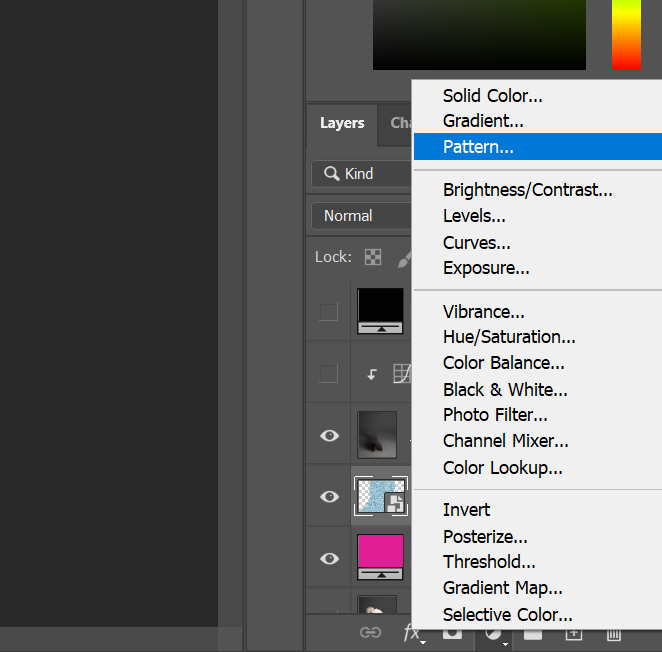 Layers
Cha
Kind
Normal
Lock:
Solid Color...
Gradient...
Pattern...
Brightness/Contrast...
Levels...
Curves...
Exposure...
Vibrance...
Hue/Saturation...
Color Balance...
Black & White...
Photo Filter...
Channel Mixer...
Color Lookup...
Invert
Posterize...
Threshold...
Gradient Map...
Selective Color...
fx